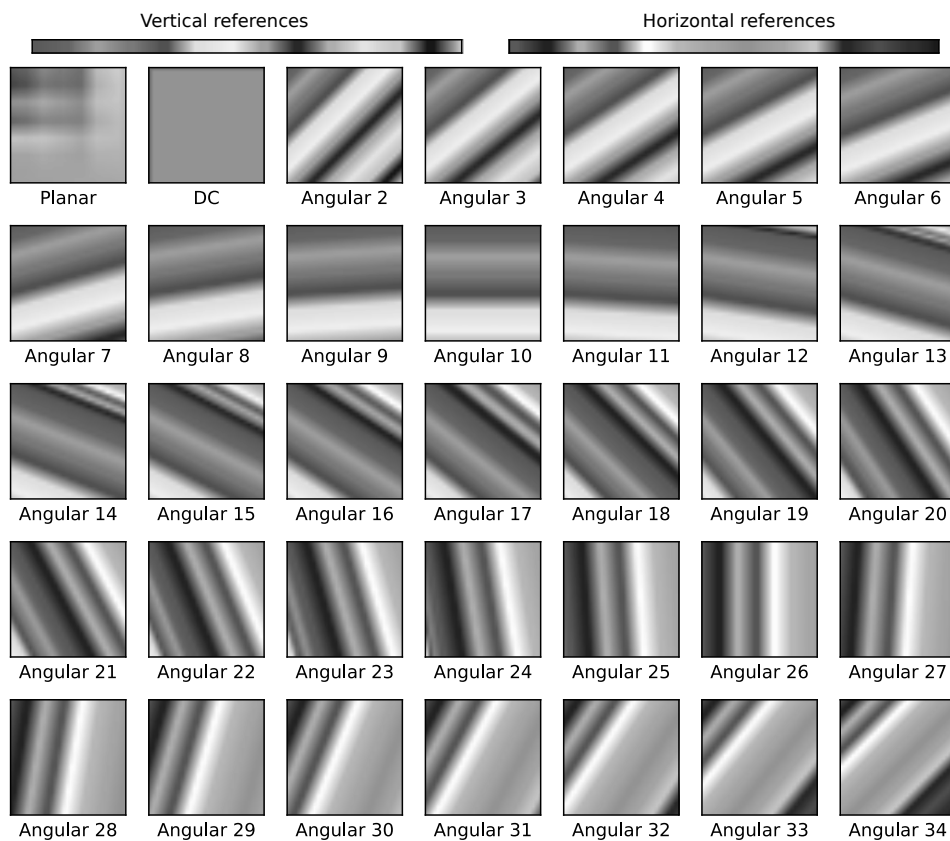 Vertical references Horizontal references
Planar DC Angular 2 Angular 3 Angular 4 Angular 5 Angular 6
Angular 7 Angular 8 Angular 9 Angular 10 Angular 11 Angular 12 Angular 13
Angular 14 Angular 15 Angular 16 Angular 17 Angular 18 Angular 19 Angular 20
Angular 21 Angular 22 Angular 23 Angular 24 Angular 25 Angular 26 Angular 27
Angular 28 Angular 29 Angular 30 Angular 31 Angular 32 Angular 33 Angular 34